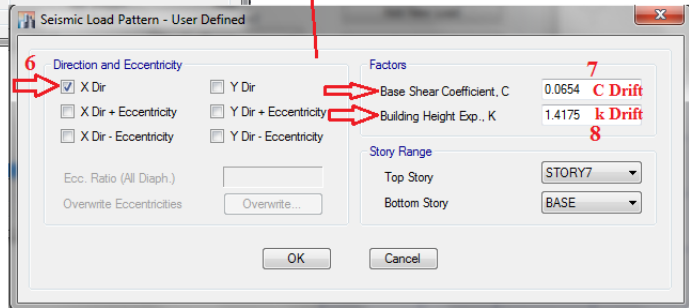 Seismic Load Pattern - User Defined
6 Direction and Eccentricity
X Dir
Y Dir
X Dir + Eccentricity
Y Dir + Eccentricity
X Dir - Eccentricity
Y Dir - Eccentricity
Ecc. Ratio (All Diaph.)
Overwrite Eccentricities
Overwrite...
Factors
7
Base Shear Coefficient, C 0.0654 C Drift
Building Height Exp., K 1.4175 k Drift
8
Story Range
Top Story STORY7
Bottom Story BASE
OK
Cancel